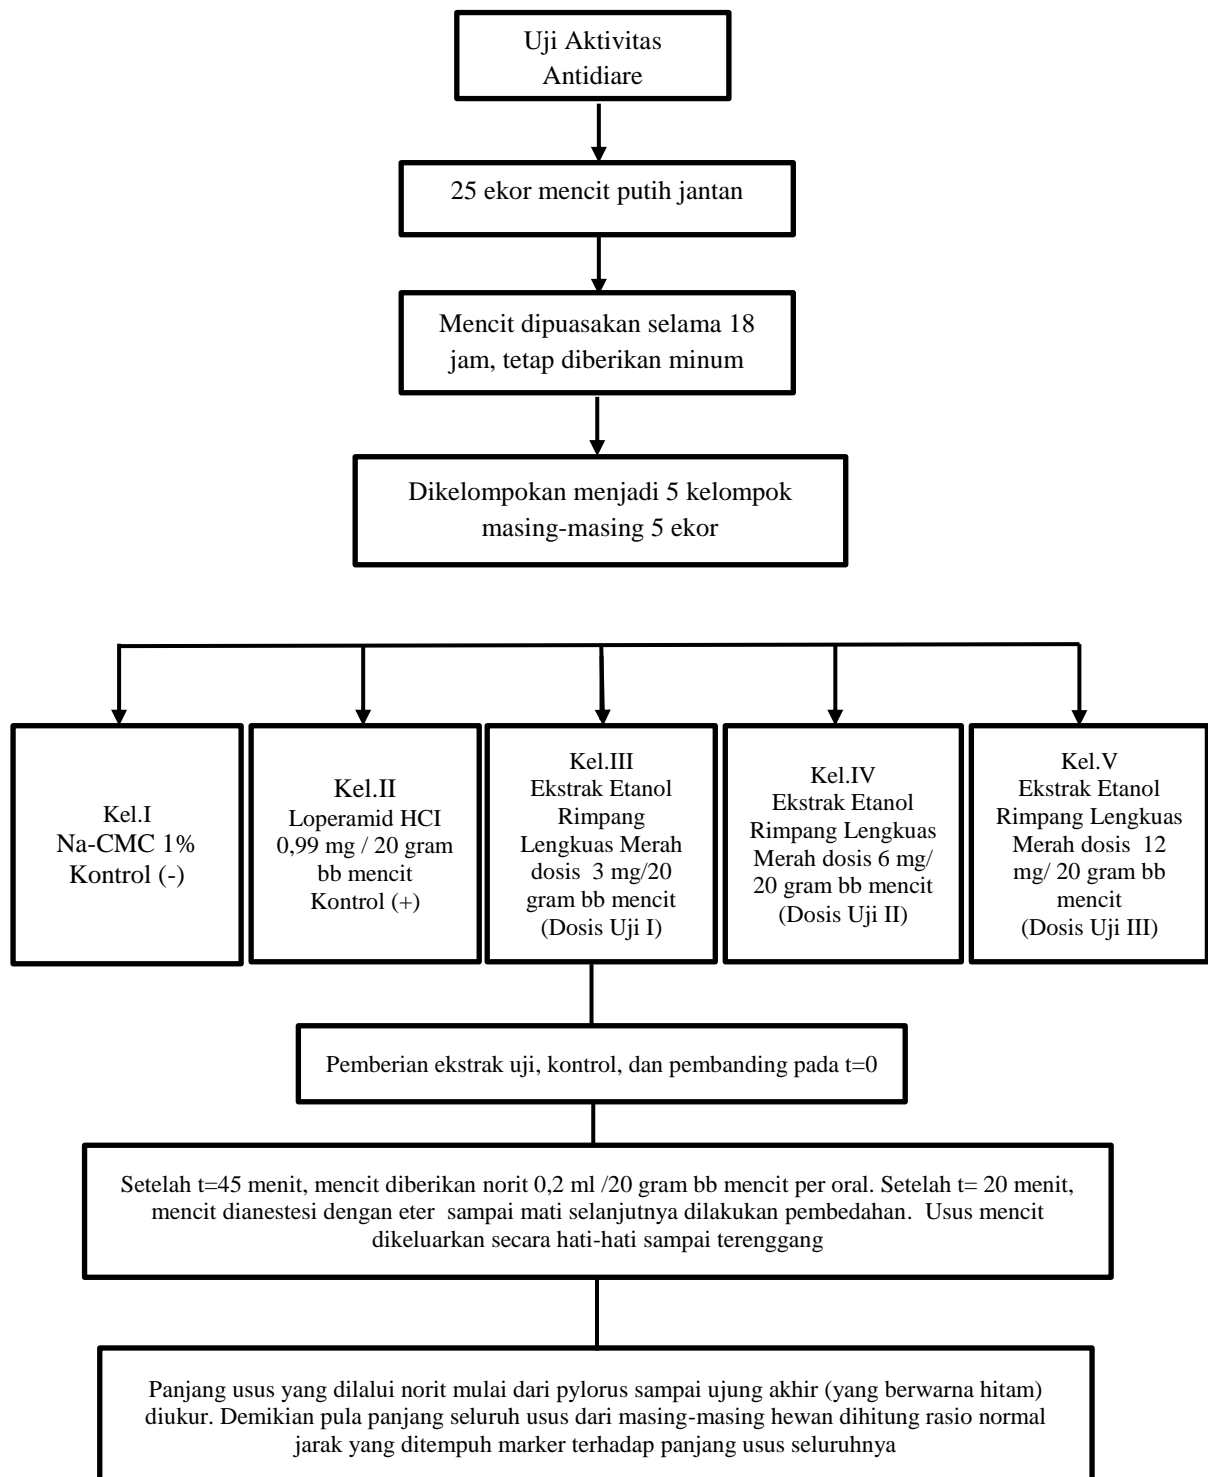 Uji Aktivitas
Antidiare
25 ekor mencit putih jantan
Mencit dipuasakan selama 18
jam, tetap diberikan minum
Dikelompokan menjadi 5 kelompok
masing-masing 5 ekor
Kel.I
Na-CMC 1%
Kontrol (-)
Kel.II
Loperamid HCI
0,99 mg / 20 gram
bb mencit
Kontrol (+)
Kel.III
Ekstrak Etanol
Rimpang
Lengkuas Merah
dosis 3 mg/20
gram bb mencit
(Dosis Uji I)
Kel.IV
Ekstrak Etanol
Rimpang Lengkuas
Merah dosis 6 mg/
20 gram bb mencit
(Dosis Uji II)
Kel.V
Ekstrak Etanol
Rimpang Lengkuas
Merah dosis 12
mg/ 20 gram bb
mencit
(Dosis Uji III)
Pemberian ekstrak uji, kontrol, dan pembanding pada t=0
Setelah t=45 menit, mencit diberikan norit 0,2 ml /20 gram bb mencit per oral. Setelah t= 20 menit,
mencit dianestesi dengan eter sampai mati selanjutnya dilakukan pembedahan. Usus mencit
dikeluarkan secara hati-hati sampai terenggang
Panjang usus yang dilalui norit mulai dari pylorus sampai ujung akhir (yang berwarna hitam)
diukur. Demikian pula panjang seluruh usus dari masing-masing hewan dihitung rasio normal
jarak yang ditempuh marker terhadap panjang usus seluruhnya